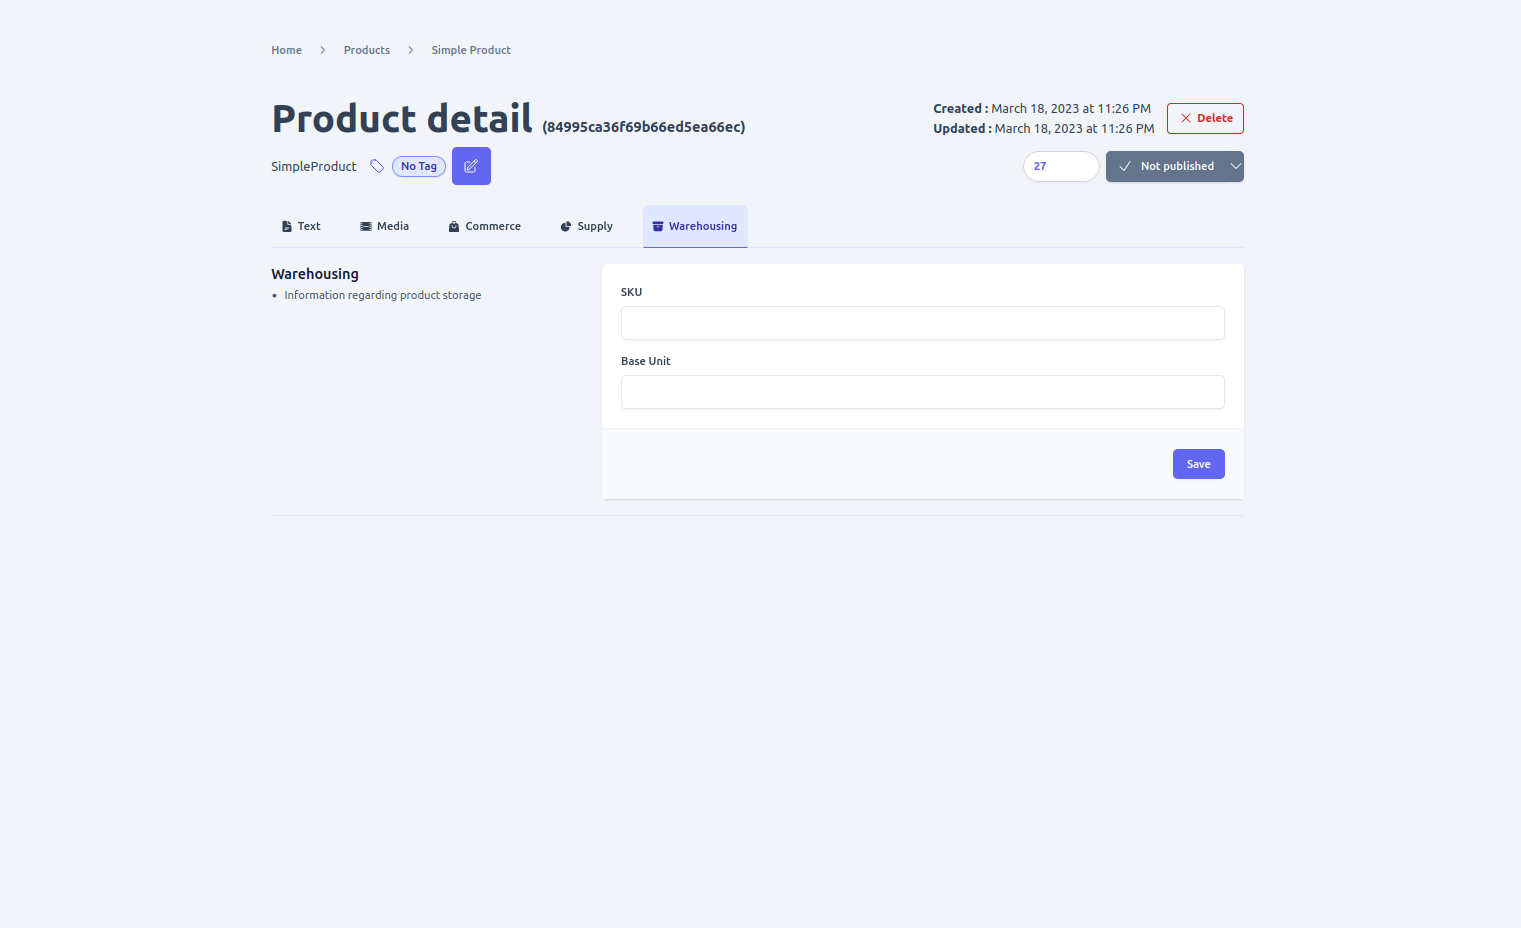 Home
Products
Simple Product
Product detail (84995ca36f69b66ed5ea66ec)
Created : March 18, 2023 at 11:26 PM
Updated : March 18, 2023 at 11:26 PM
Delete
SimpleProduct
No Tag
27
Not published
Text
Media
Commerce
Supply
Warehousing
Warehousing
• Information regarding product storage
SKU
Base Unit
Save